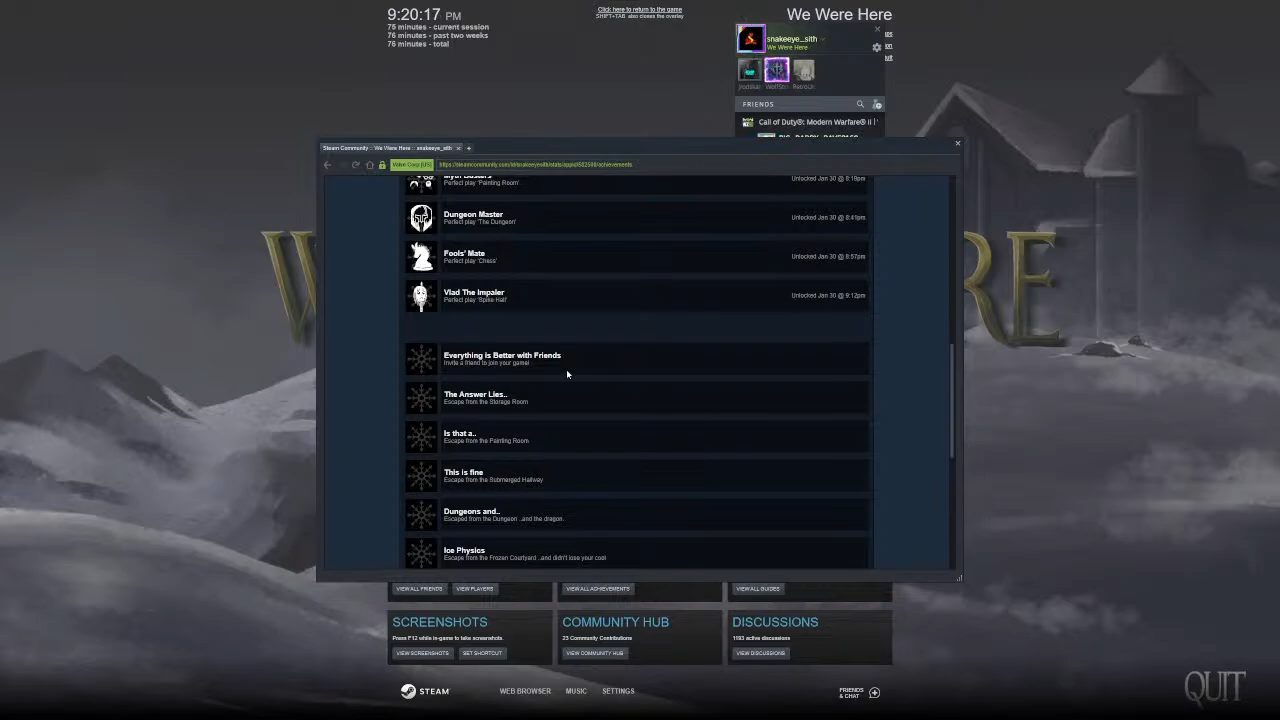 9:20:17 PM
75 minutes - current session
76 minutes - past two weeks
76 minutes - total
Click here to return to the game
SHIFT+TAB also closes the overlay
We Were Here
snakeeye_sith
We Were Here
FRIENDS
Call of Duty®: Modern Warfare® II
Steam Community :: We Were Here :: snakeeye_sith
Valve Corp [US]
Myth Busters
Perfect play 'Painting Room'
Unlocked Jan 30 @ 8:19pm
Dungeon Master
Perfect play 'The Dungeon'
Unlocked Jan 30 @ 8:41pm
Fools' Mate
Perfect play 'Chess'
Unlocked Jan 30 @ 8:57pm
Vlad The Impaler
Perfect play 'Spike Hall'
Unlocked Jan 30 @ 9:12pm
Everything is Better with Friends
Invite a friend to join your game!
The Answer Lies..
Escape from the Storage Room
Is that a..
Escape from the Painting Room
This is fine
Escape from the Submerged Hallway
Dungeons and..
Escaped from the Dungeon ..and the dragon.
Ice Physics
Escape from the Frozen Courtyard ..and didn't lose your cool
VIEW ALL FRIENDS
VIEW PLAYERS
VIEW ALL ACHIEVEMENTS
VIEW ALL GUIDES
SCREENSHOTS
Press F12 while in-game to take screenshots.
VIEW SCREENSHOTS
SET SHORTCUT
COMMUNITY HUB
23 Community Contributions
VIEW COMMUNITY HUB
DISCUSSIONS
1193 active discussions
VIEW DISCUSSIONS
STEAM
WEB BROWSER
MUSIC
SETTINGS
FRIENDS
& CHAT
QUIT